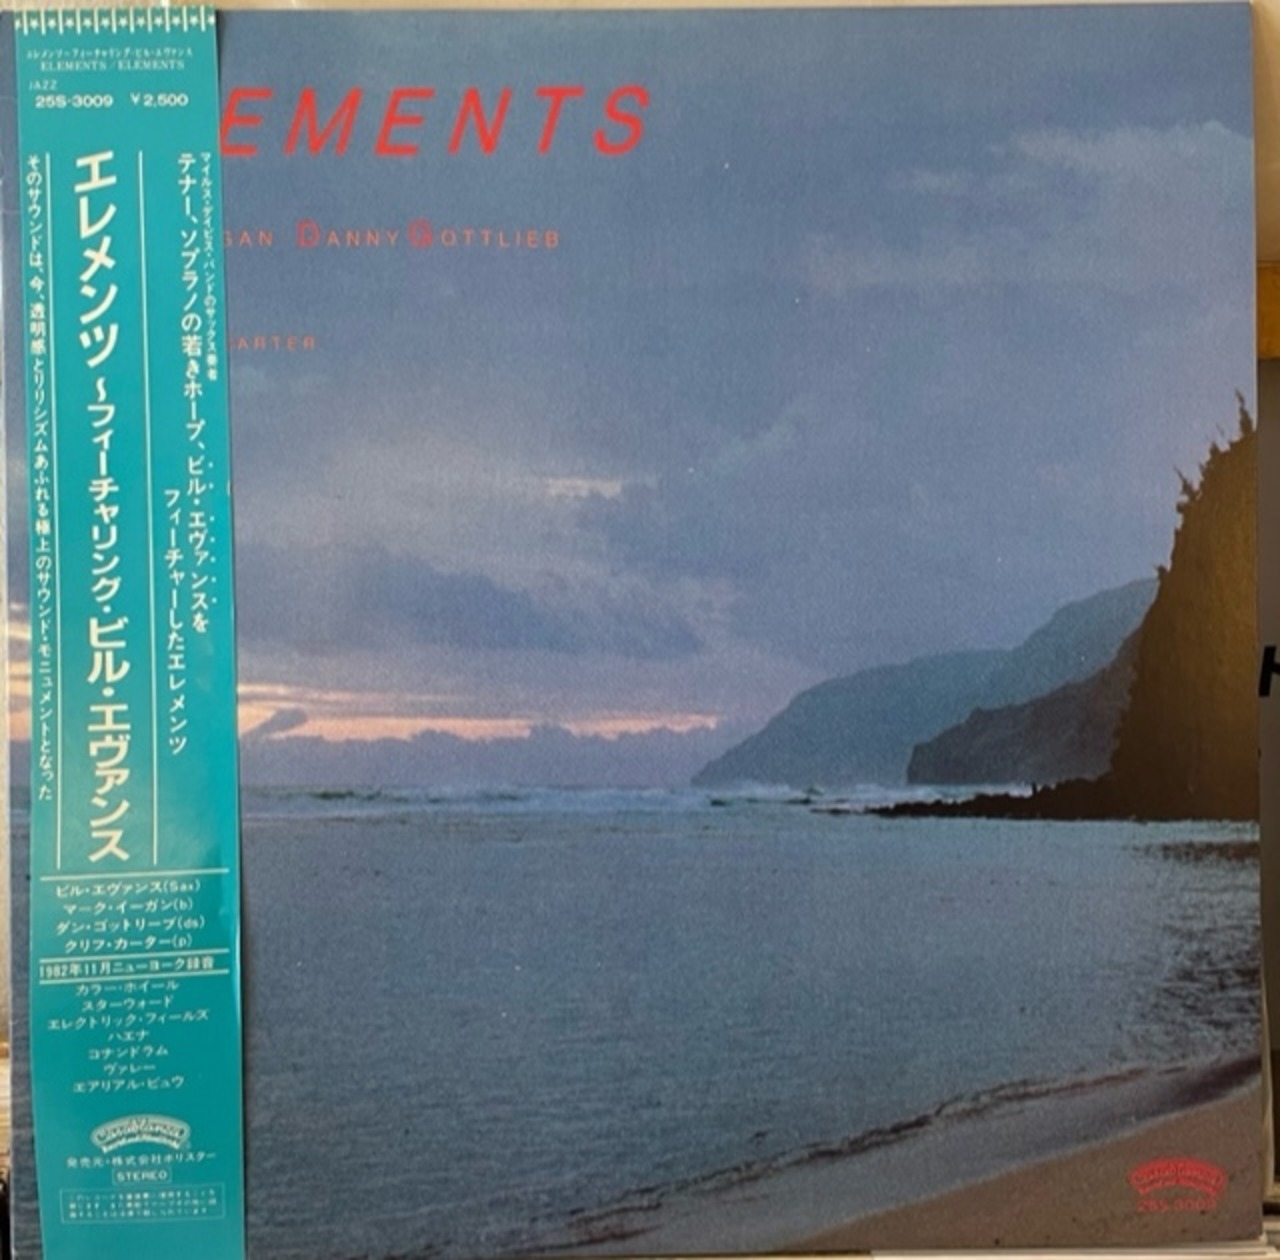 エレメンツ～フィーチャリング・ビル・エヴァンス
ELEMENTS / ELEMENTS
JAZZ
25S-3009 ￥2,500
マイルス・デイビス・バンドのサックス奏者
テナー、ソプラノの若きホープ、ビル・エヴァンスを
フィーチャーしたエレメンツ
エレメンツ～フィーチャリング・ビル・エヴァンス
そのサウンドは、今、透明感とリリシズムあふれる極上のサウンド・モニュメントとなった
ビル・エヴァンス(Sax)
マーク・イーガン(b)
ダン・ゴットリーブ(ds)
クリフ・カーター(p)
1982年11月ニューヨーク録音
カラー・ホイール
スターウォード
エレクトリック・フィールズ
ハエナ
コナンドラム
ヴァレー
エアリアル・ビュウ
Casablanca
発売元・株式会社ポリスター
STEREO
EMENTS
GAN DANNY GOTTLIEB
CARTER
25S-3009